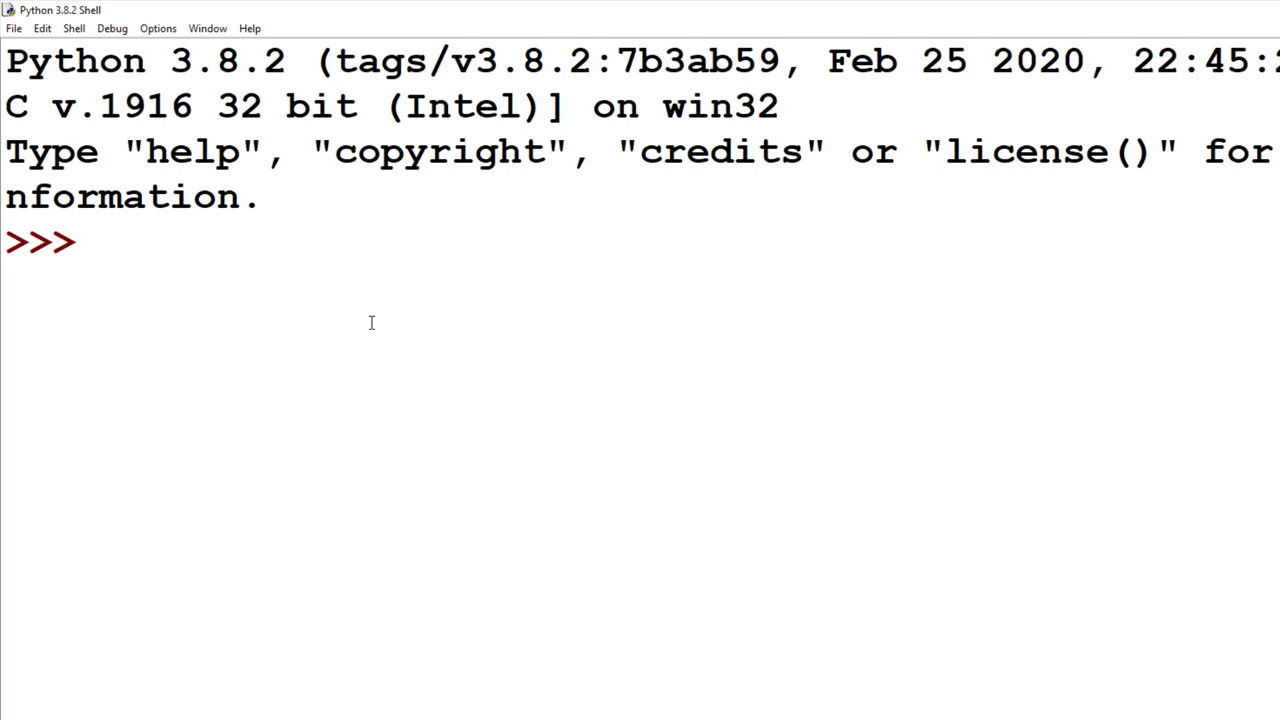 Python 3.8.2 Shell
File Edit Shell Debug Options Window Help
Python 3.8.2 (tags/v3.8.2:7b3ab59, Feb 25 2020, 22:45:2
C v.1916 32 bit (Intel)] on win32
Type "help", "copyright", "credits" or "license()" for
nformation.
>>>